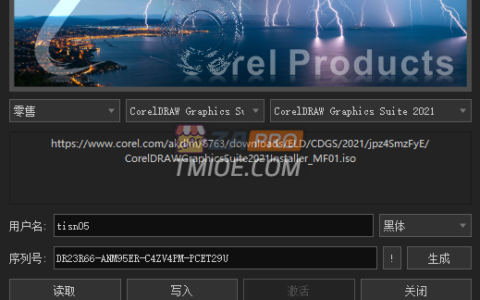 Corel Products
零售 CorelDRAW Graphics Su CorelDRAW Graphics Suite 2021
https://www.corel.com/akdlm/6763/downloads/ELD/CDGS/2021/jpz4SmzFyE/
CorelDRAWGraphicsSuite2021Installer_MF01.iso
PRO
TMIOE.COM
用户名: tisn05 黑体
序列号: DR23R66-ANM95ER-C4ZV4PM-PCET29U ! 生成
读取 写入 激活 关闭